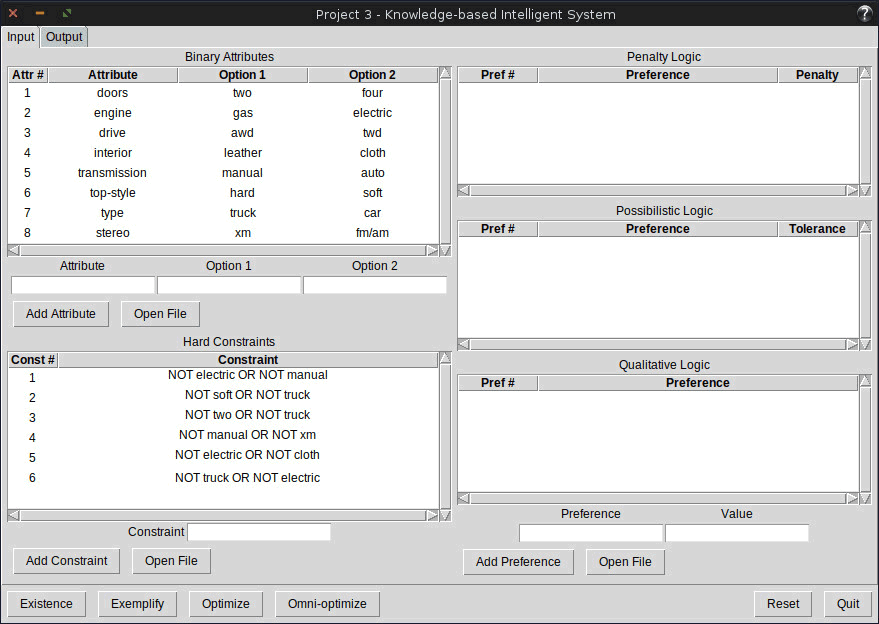 Project 3 - Knowledge-based Intelligent System ?
Input Output
Binary Attributes
Attr # Attribute Option 1 Option 2
1 doors two four
2 engine gas electric
3 drive awd twd
4 interior leather cloth
5 transmission manual auto
6 top-style hard soft
7 type truck car
8 stereo xm fm/am
Attribute Option 1 Option 2
Add Attribute Open File
Hard Constraints
Const # Constraint
1 NOT electric OR NOT manual
2 NOT soft OR NOT truck
3 NOT two OR NOT truck
4 NOT manual OR NOT xm
5 NOT electric OR NOT cloth
6 NOT truck OR NOT electric
Constraint
Add Constraint Open File
Penalty Logic
Pref # Preference Penalty
Possibilistic Logic
Pref # Preference Tolerance
Qualitative Logic
Pref # Preference
Preference Value
Add Preference Open File
Existence Exemplify Optimize Omni-optimize Reset Quit